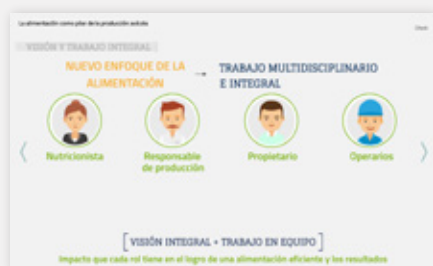 La alimentación como pilar de la producción avícola
VISIÓN Y TRABAJO INTEGRAL
NUEVO ENFOQUE DE LA
ALIMENTACIÓN
→
TRABAJO MULTIDISCIPLINARIO
E INTEGRAL
Nutricionista
Responsable
de producción
Propietario
Operarios
[VISIÓN INTEGRAL + TRABAJO EN EQUIPO]
Impacto que cada rol tiene en el logro de una alimentación eficiente y los resultados